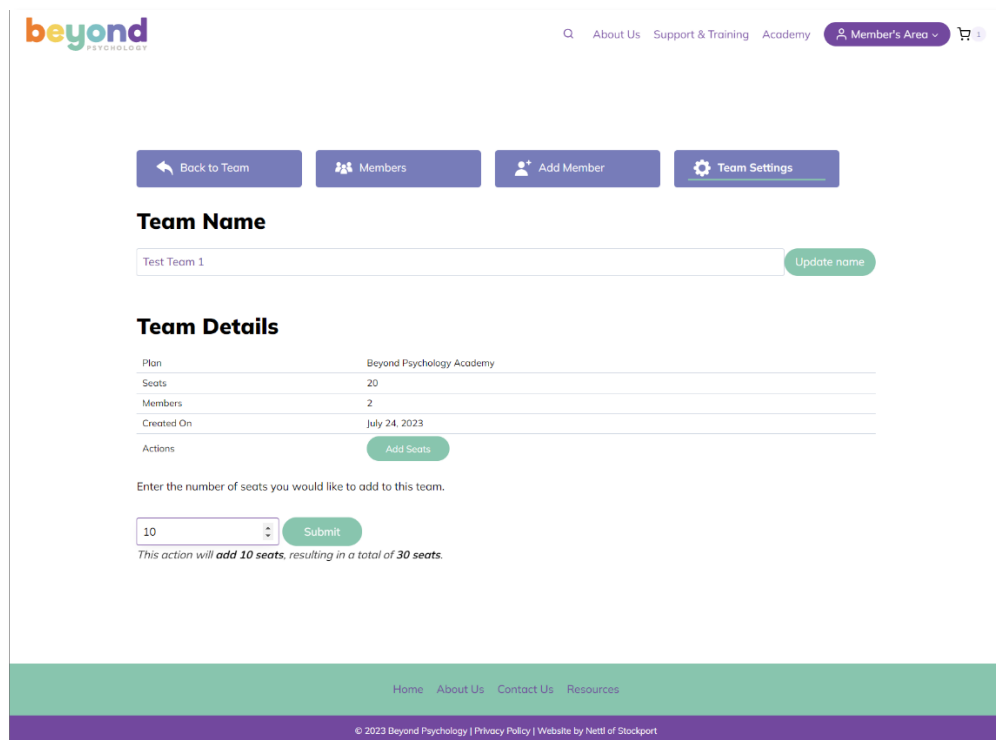 beyond
PSYCHOLOGY
About Us Support & Training Academy Member's Area 1
Back to Team Members Add Member Team Settings
Team Name
Test Team 1 Update name
Team Details
Plan Beyond Psychology Academy
Seats 20
Members 2
Created On July 24, 2023
Actions Add Seats
Enter the number of seats you would like to add to this team.
10 Submit
This action will add 10 seats, resulting in a total of 30 seats.
Home About Us Contact Us Resources
© 2023 Beyond Psychology | Privacy Policy | Website by Nettl of Stockport